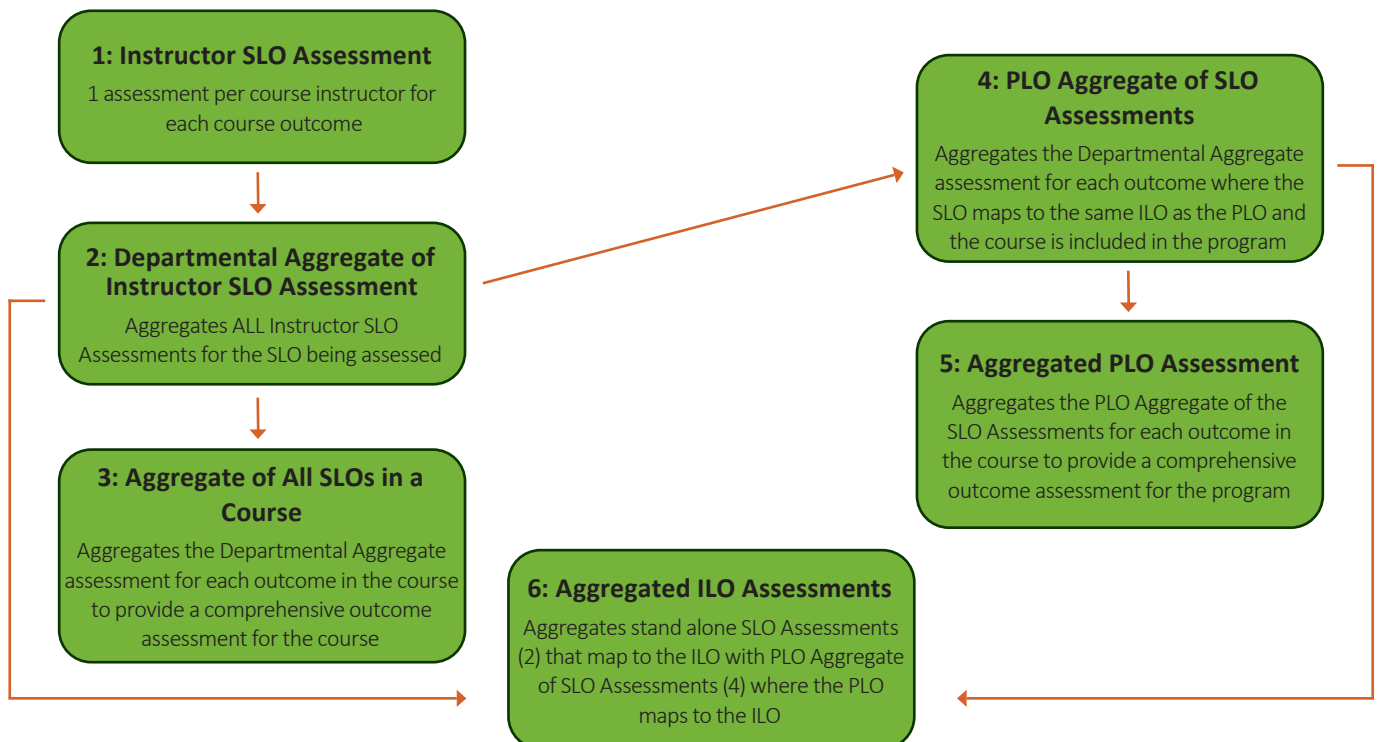 1: Instructor SLO Assessment
1 assessment per course instructor for
each course outcome
2: Departmental Aggregate of
Instructor SLO Assessment
Aggregates ALL Instructor SLO
Assessments for the SLO being assessed
3: Aggregate of All SLOs in a
Course
Aggregates the Departmental Aggregate
assessment for each outcome in the course
to provide a comprehensive outcome
assessment for the course
4: PLO Aggregate of SLO
Assessments
Aggregates the Departmental Aggregate
assessment for each outcome where the
SLO maps to the same ILO as the PLO and
the course is included in the program
5: Aggregated PLO Assessment
Aggregates the PLO Aggregate of the
SLO Assessments for each outcome in
the course to provide a comprehensive
outcome assessment for the program
6: Aggregated ILO Assessments
Aggregates stand alone SLO Assessments
(2) that map to the ILO with PLO Aggregate
of SLO Assessments (4) where the PLO
maps to the ILO